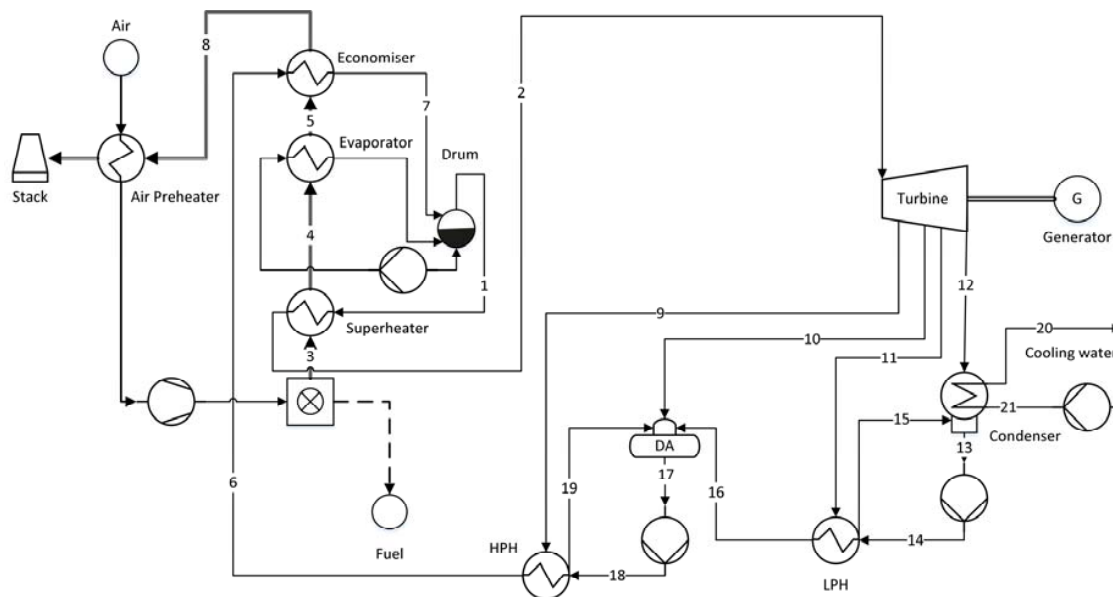 Air
8
Economiser
2
7
5
Evaporator
Drum
Stack
Air Preheater
Turbine
G
Generator
4
1
12
Superheater
9
20
10
3
11
Cooling water
21
15
Condenser
13
DA
17
6
19
16
Fuel
HPH
14
18
LPH